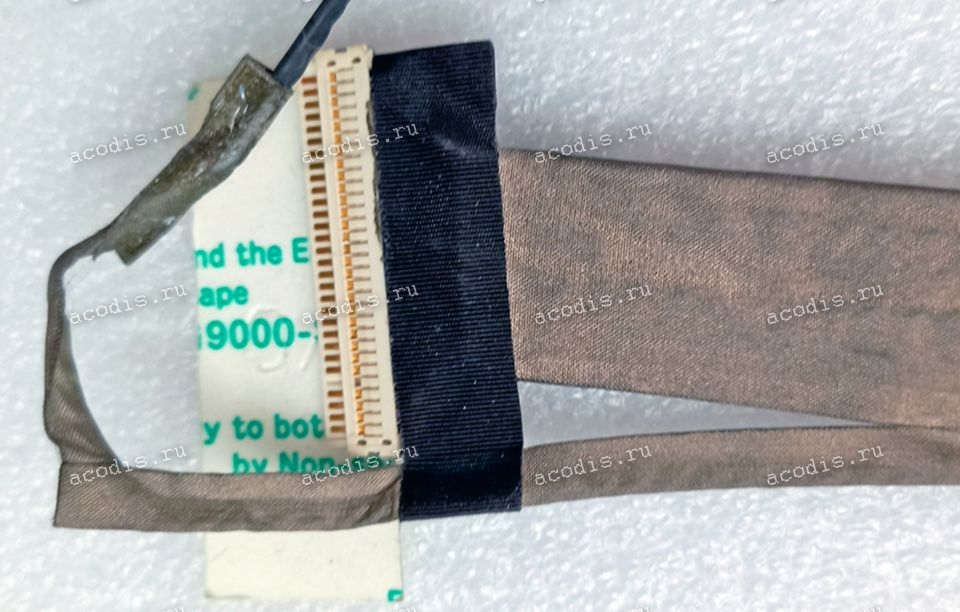 nd the E
ape
9000-
y to bot
by Non
acodis.ru
acodis.ru
acodis.ru
acodis.ru
acodis.ru
acodis.ru
acodis.ru
acodis.ru
acodis.ru
acodis.ru
acodis.ru
acodis.ru